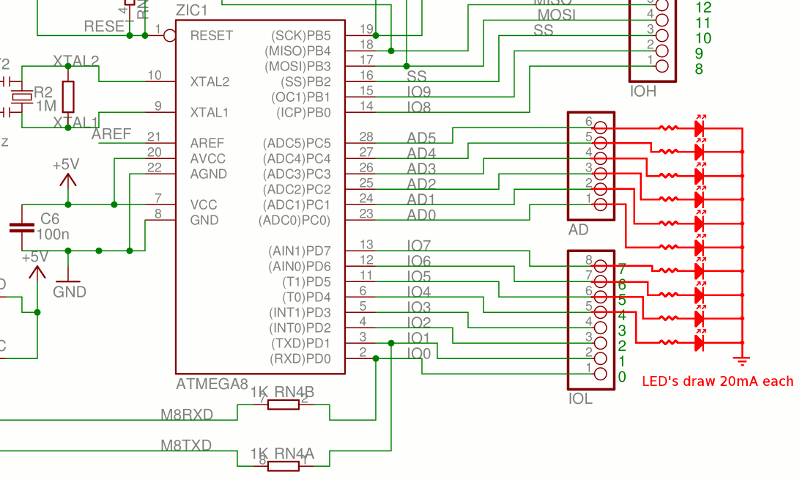 ZIC1
MISO
MOSI
SS
12
11
10
9
8
4
3
2
1
IOH
4
RN
RESET
1
RESET
XTAL2
10
XTAL2
R2
1M
9
XTAL1
XTAL1
AREF
21
AREF
20
AVCC
22
AGND
+5V
7
VCC
8
GND
C6
100n
+5V
GND
z
(SCK)PB5
19
(MISO)PB4
18
(MOSI)PB3
17
(SS)PB2
16
SS
(OC1)PB1
15
IO9
(ICP)PB0
14
IO8
(ADC5)PC5
28
AD5
(ADC4)PC4
27
AD4
(ADC3)PC3
26
AD3
(ADC2)PC2
25
AD2
(ADC1)PC1
24
AD1
(ADC0)PC0)
23
AD0
(AIN1)PD7
13
IO7
(AIN0)PD6
12
IO6
(T1)PD5
11
IO5
(T0)PD4
6
IO4
(INT1)PD3
5
IO3
(INT0)PD2
4
IO2
(TXD)PD1
3
IO1
(RXD)PD0
2
IO0
ATMEGA8
6
5
4
3
2
1
AD
8
7
6
5
4
3
2
1
7
6
5
4
3
2
1
0
IOL
LED's draw 20mA each
1K RN4B
7
2
M8RXD
1K RN4A
8
1
M8TXD